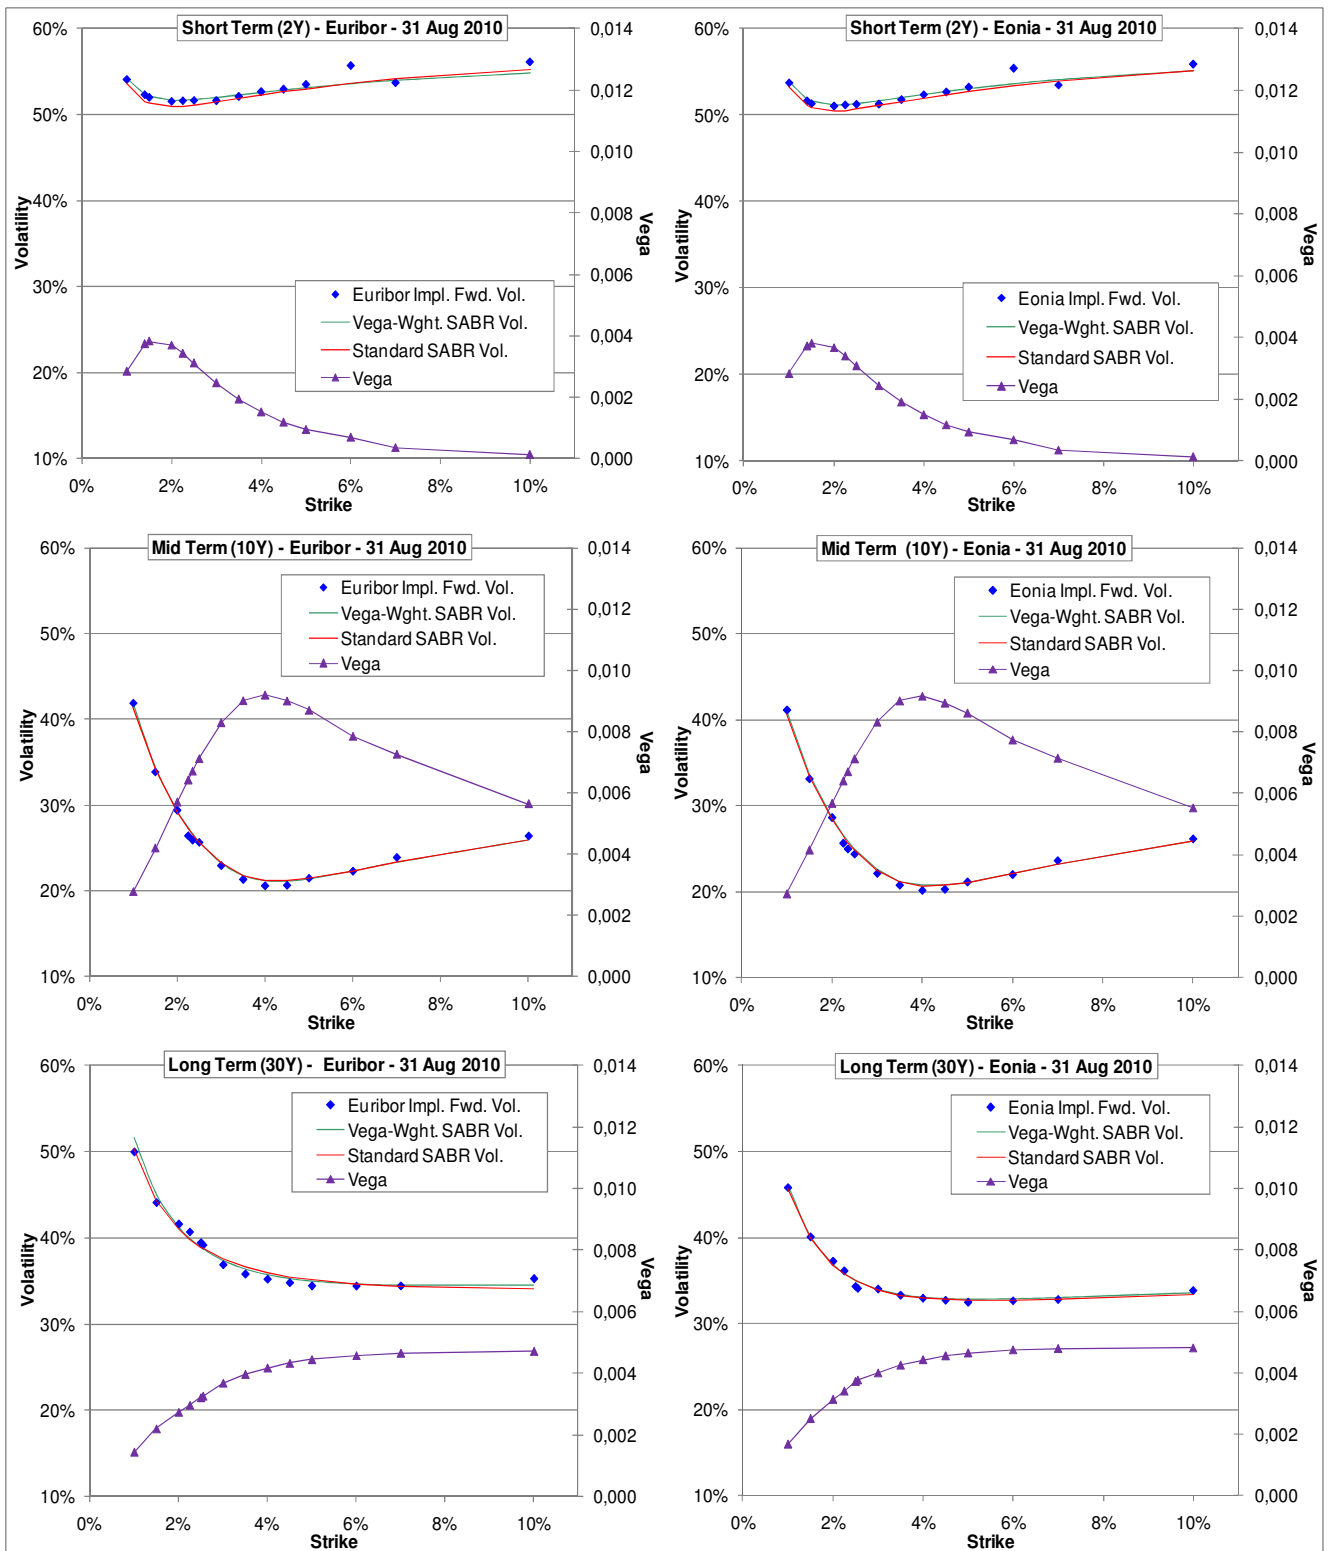 Short Term (2Y) - Euribor - 31 Aug 2010
60%
50%
40%
30%
20%
10%
Volatility
0,014
0,012
0,010
0,008
0,006
0,004
0,002
0,000
Vega
Euribor Impl. Fwd. Vol.
Vega-Wght. SABR Vol.
Standard SABR Vol.
Vega
0% 2% 4% 6% 8% 10%
Strike
Short Term (2Y) - Eonia - 31 Aug 2010
60%
50%
40%
30%
20%
10%
Volatility
0,014
0,012
0,010
0,008
0,006
0,004
0,002
0,000
Vega
Eonia Impl. Fwd. Vol.
Vega-Wght. SABR Vol.
Standard SABR Vol.
Vega
0% 2% 4% 6% 8% 10%
Strike
Mid Term (10Y) - Euribor - 31 Aug 2010
60%
50%
40%
30%
20%
10%
Volatility
0,014
0,012
0,010
0,008
0,006
0,004
0,002
0,000
Vega
Euribor Impl. Fwd. Vol.
Vega-Wght. SABR Vol.
Standard SABR Vol.
Vega
0% 2% 4% 6% 8% 10%
Strike
Mid Term (10Y) - Eonia - 31 Aug 2010
60%
50%
40%
30%
20%
10%
Volatility
0,014
0,012
0,010
0,008
0,006
0,004
0,002
0,000
Vega
Eonia Impl. Fwd. Vol.
Vega-Wght. SABR Vol.
Standard SABR Vol.
Vega
0% 2% 4% 6% 8% 10%
Strike
Long Term (30Y) - Euribor - 31 Aug 2010
60%
50%
40%
30%
20%
10%
Volatility
0,014
0,012
0,010
0,008
0,006
0,004
0,002
0,000
Vega
Euribor Impl. Fwd. Vol.
Vega-Wght. SABR Vol.
Standard SABR Vol.
Vega
0% 2% 4% 6% 8% 10%
Strike
Long Term (30Y) - Eonia - 31 Aug 2010
60%
50%
40%
30%
20%
10%
Volatility
0,014
0,012
0,010
0,008
0,006
0,004
0,002
0,000
Vega
Eonia Impl. Fwd. Vol.
Vega-Wght. SABR Vol.
Standard SABR Vol.
Vega
0% 2% 4% 6% 8% 10%
Strike